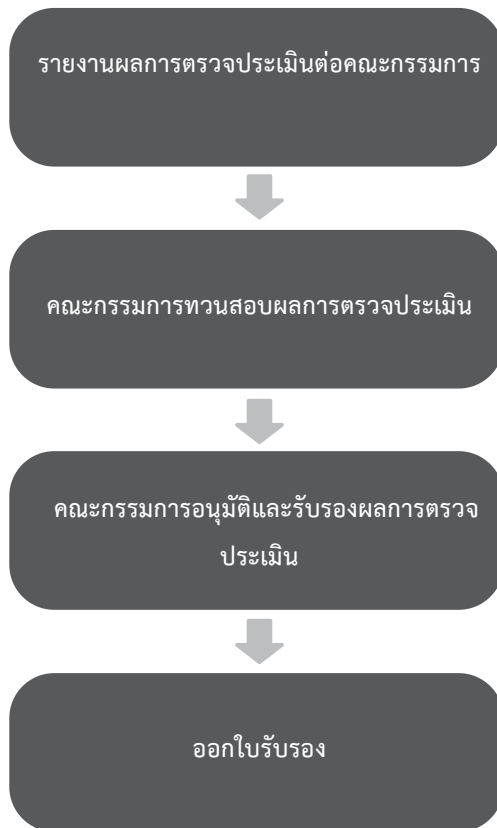 รายงานผลการตรวจประเมินต่อคณะกรรมการ
คณะกรรมการทวนสอบผลการตรวจประเมิน
คณะกรรมการอนุมัติและรับรองผลการตรวจ
ประเมิน
ออกใบรับรอง